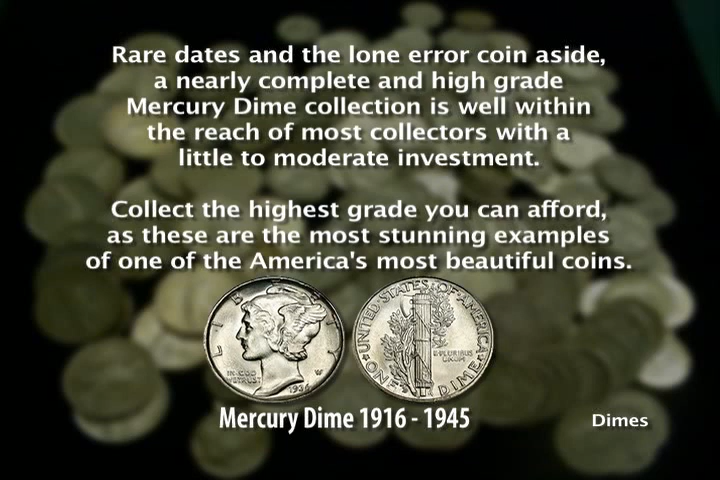 Rare dates and the lone error coin aside,
a nearly complete and high grade
Mercury Dime collection is well within
the reach of most collectors with a
little to moderate investment.
Collect the highest grade you can afford,
as these are the most stunning examples
of one of the America's most beautiful coins.
LIBERTY
IN GOD
WE TRUST
UNITED·STATES·OF·AMERICA
E·PLURIBUS
UNUM
ONE DIME
Mercury Dime 1916 - 1945
Dimes